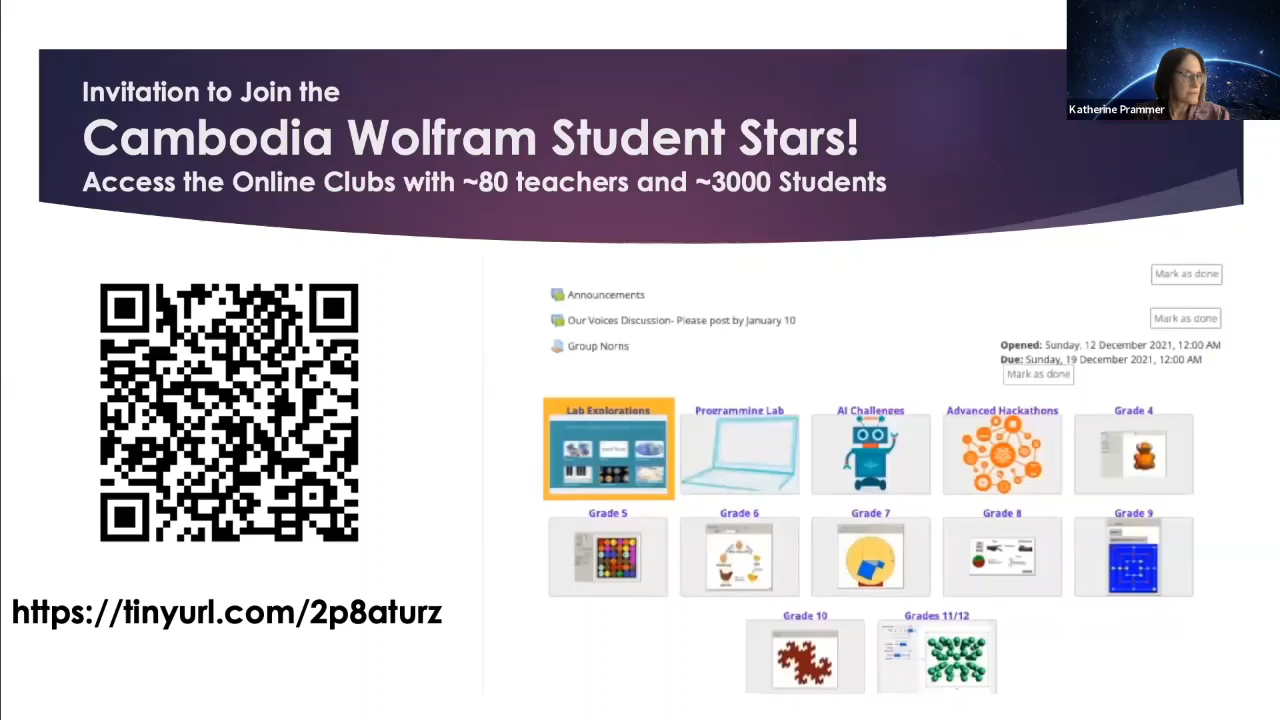 Invitation to Join the
Cambodia Wolfram Student Stars!
Access the Online Clubs with ~80 teachers and ~3000 Students
Katherine Prammer
Mark as done
Announcements
Our Voices Discussion- Please post by January 10
Mark as done
Group Norns
Opened: Sunday, 12 December 2021, 12:00 AM
Due: Sunday, 19 December 2021, 12:00 AM
Mark as done
Lab Explorations
Programming Lab
AI Challenges
Advanced Hackathons
Grade 4
Grade 5
Grade 6
Grade 7
Grade 8
Grade 9
Grade 10
Grades 11/12
https://tinyurl.com/2p8aturz